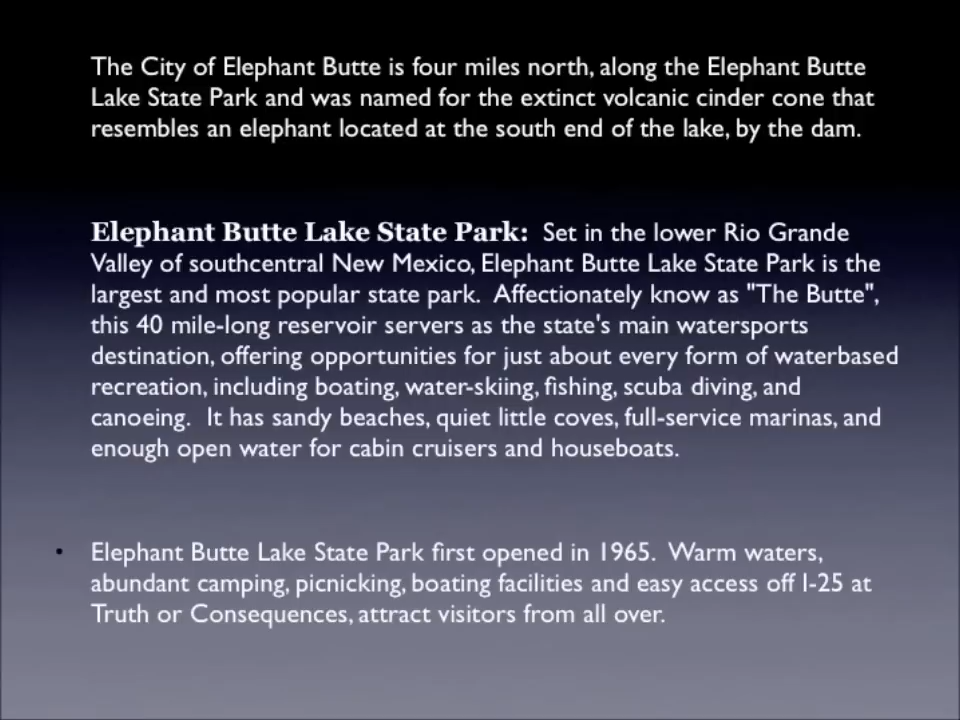 The City of Elephant Butte is four miles north, along the Elephant Butte
Lake State Park and was named for the extinct volcanic cinder cone that
resembles an elephant located at the south end of the lake, by the dam.
Elephant Butte Lake State Park: Set in the lower Rio Grande
Valley of southcentral New Mexico, Elephant Butte Lake State Park is the
largest and most popular state park. Affectionately know as "The Butte",
this 40 mile-long reservoir servers as the state's main watersports
destination, offering opportunities for just about every form of waterbased
recreation, including boating, water-skiing, fishing, scuba diving, and
canoeing. It has sandy beaches, quiet little coves, full-service marinas, and
enough open water for cabin cruisers and houseboats.
• Elephant Butte Lake State Park first opened in 1965. Warm waters,
abundant camping, picnicking, boating facilities and easy access off I-25 at
Truth or Consequences, attract visitors from all over.